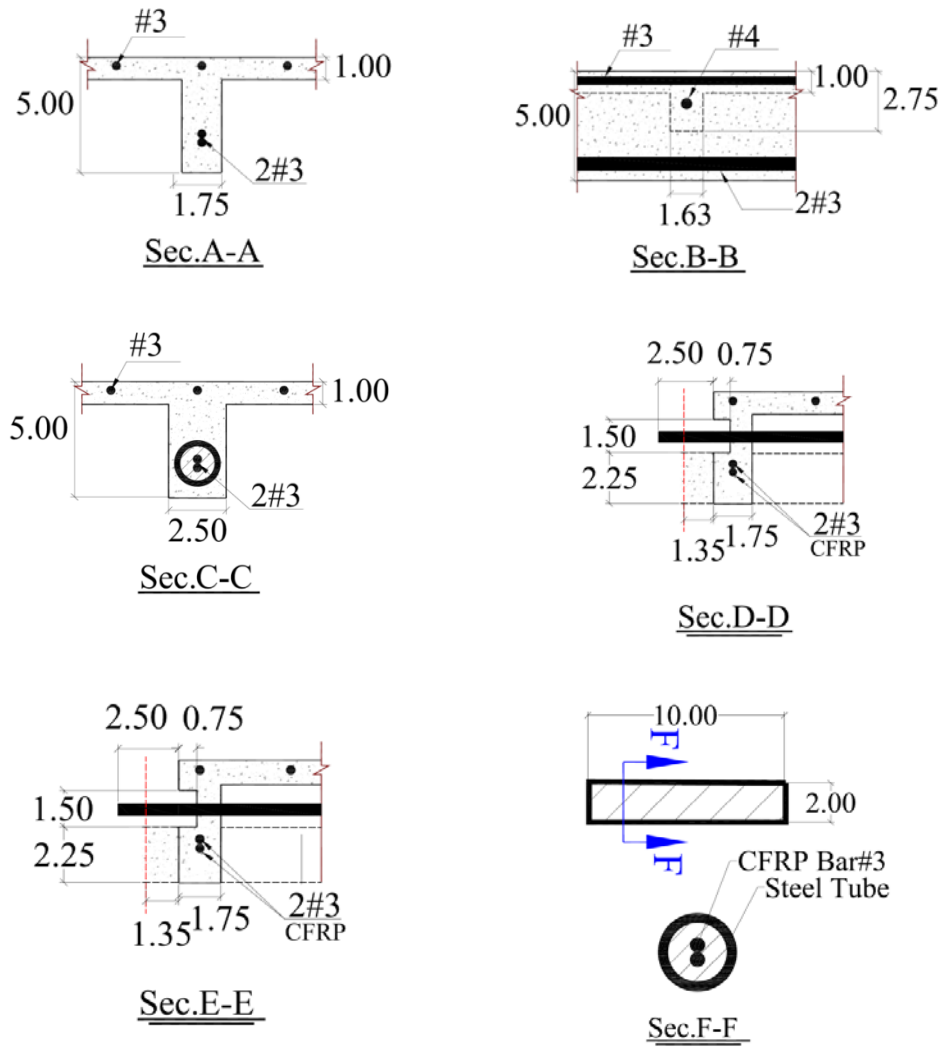 #3
5.00
1.00
2#3
1.75
Sec.A-A
#3
#4
1.00
2.75
5.00
1.63
2#3
Sec.B-B
#3
5.00
1.00
2#3
2.50
Sec.C-C
2.50
0.75
1.50
2.25
2#3
CFRP
1.35
1.75
Sec.D-D
2.50
0.75
1.50
2.25
2#3
CFRP
1.35
1.75
Sec.E-E
10.00
F
2.00
F
CFRP Bar#3
Steel Tube
Sec.F-F